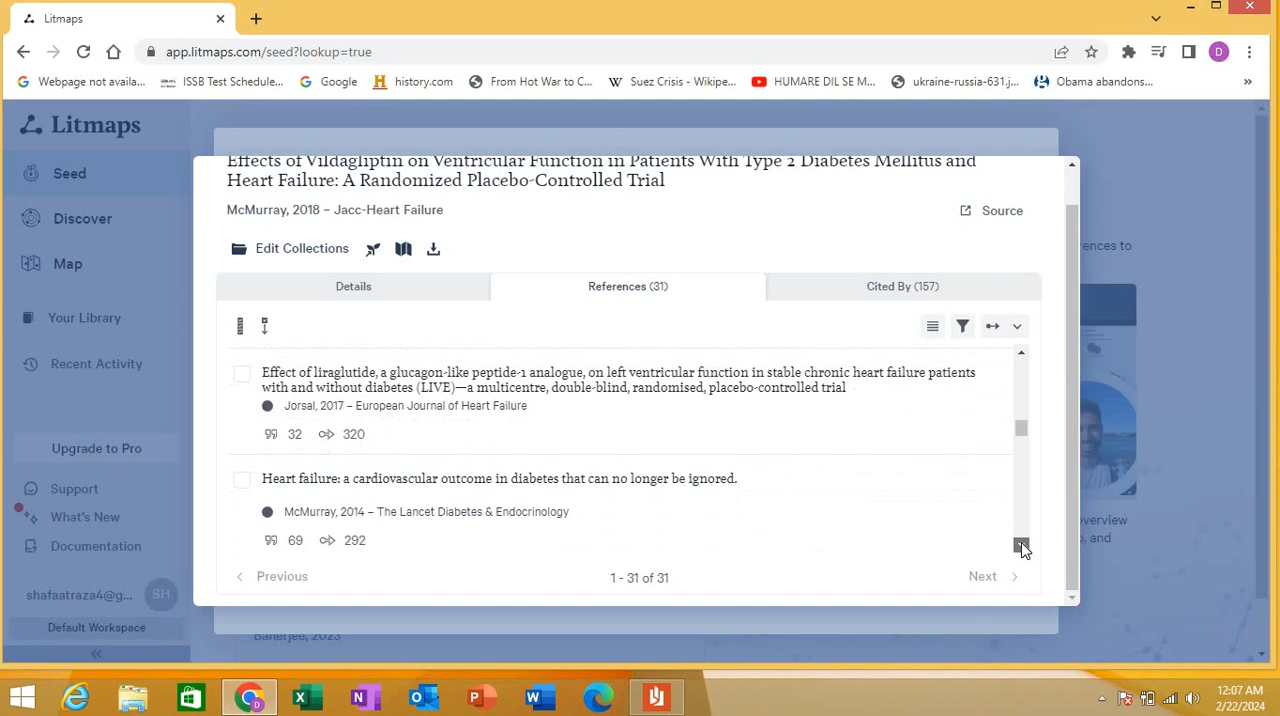 Litmaps
app.litmaps.com/seed?lookup=true
D
Webpage not availa...
ISSB Test Schedule...
Google
history.com
From Hot War to C...
Suez Crisis - Wikipe...
HUMARE DIL SE M...
ukraine-russia-631.j...
Obama abandons...
»
Litmaps
Seed
Discover
Map
Your Library
Recent Activity
Upgrade to Pro
Support
What's New
Documentation
shafaatraza4@g...
SH
Default Workspace
Effects of Vildagliptin on Ventricular Function in Patients With Type 2 Diabetes Mellitus and
Heart Failure: A Randomized Placebo-Controlled Trial
McMurray, 2018 – Jacc-Heart Failure
Source
Edit Collections
Details
References (31)
Cited By (157)
Effect of liraglutide, a glucagon-like peptide-1 analogue, on left ventricular function in stable chronic heart failure patients
with and without diabetes (LIVE)—a multicentre, double-blind, randomised, placebo-controlled trial
Jorsal, 2017 – European Journal of Heart Failure
32
320
Heart failure: a cardiovascular outcome in diabetes that can no longer be ignored.
McMurray, 2014 – The Lancet Diabetes & Endocrinology
69
292
Previous
1 - 31 of 31
Next
ferences to
verview
p, and
Banerjee, 2023
12:07 AM
2/22/2024